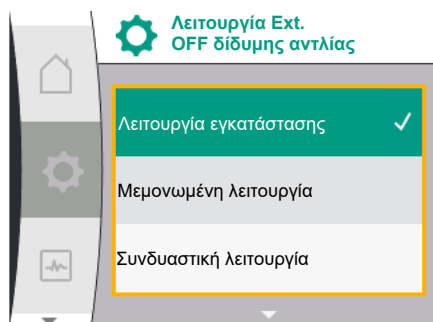 Λειτουργία Ext.
OFF δίδυμης αντλίας
Λειτουργία εγκατάστασης
Μεμονωμένη λειτουργία
Συνδυαστική λειτουργία